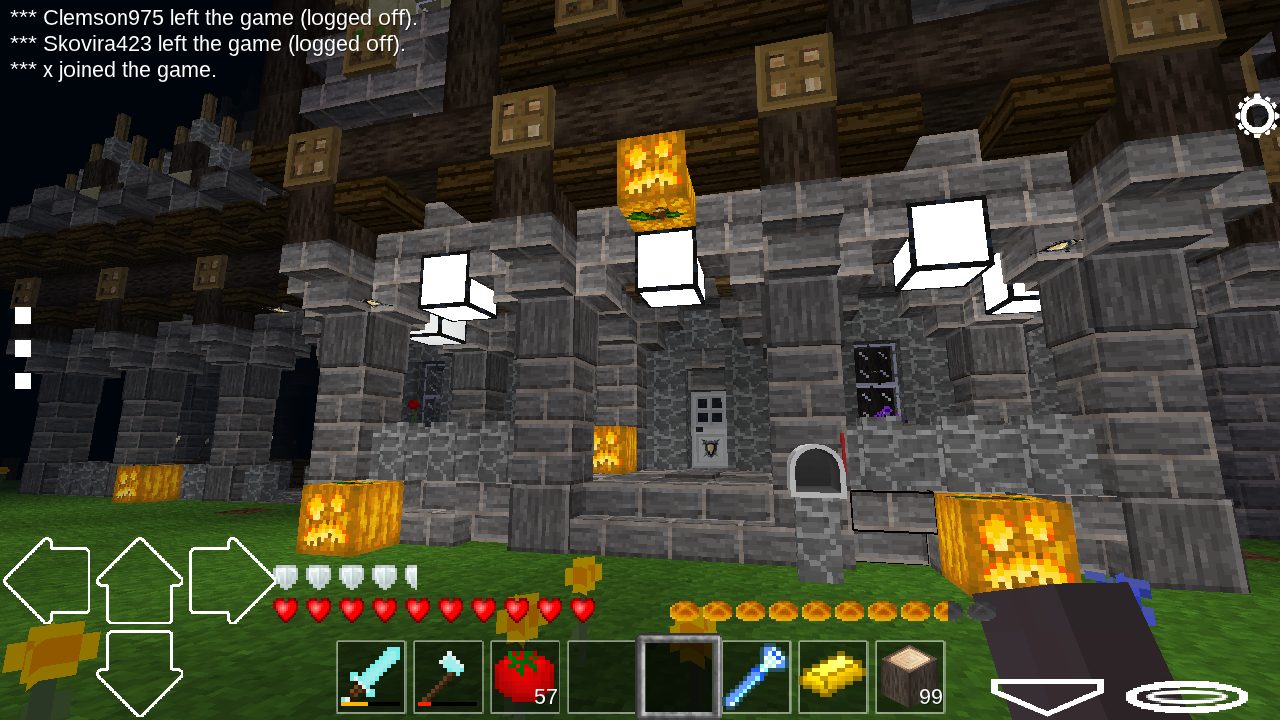 *** Clemson975 left the game (logged off).
*** Skovira423 left the game (logged off).
*** x joined the game.
57
99